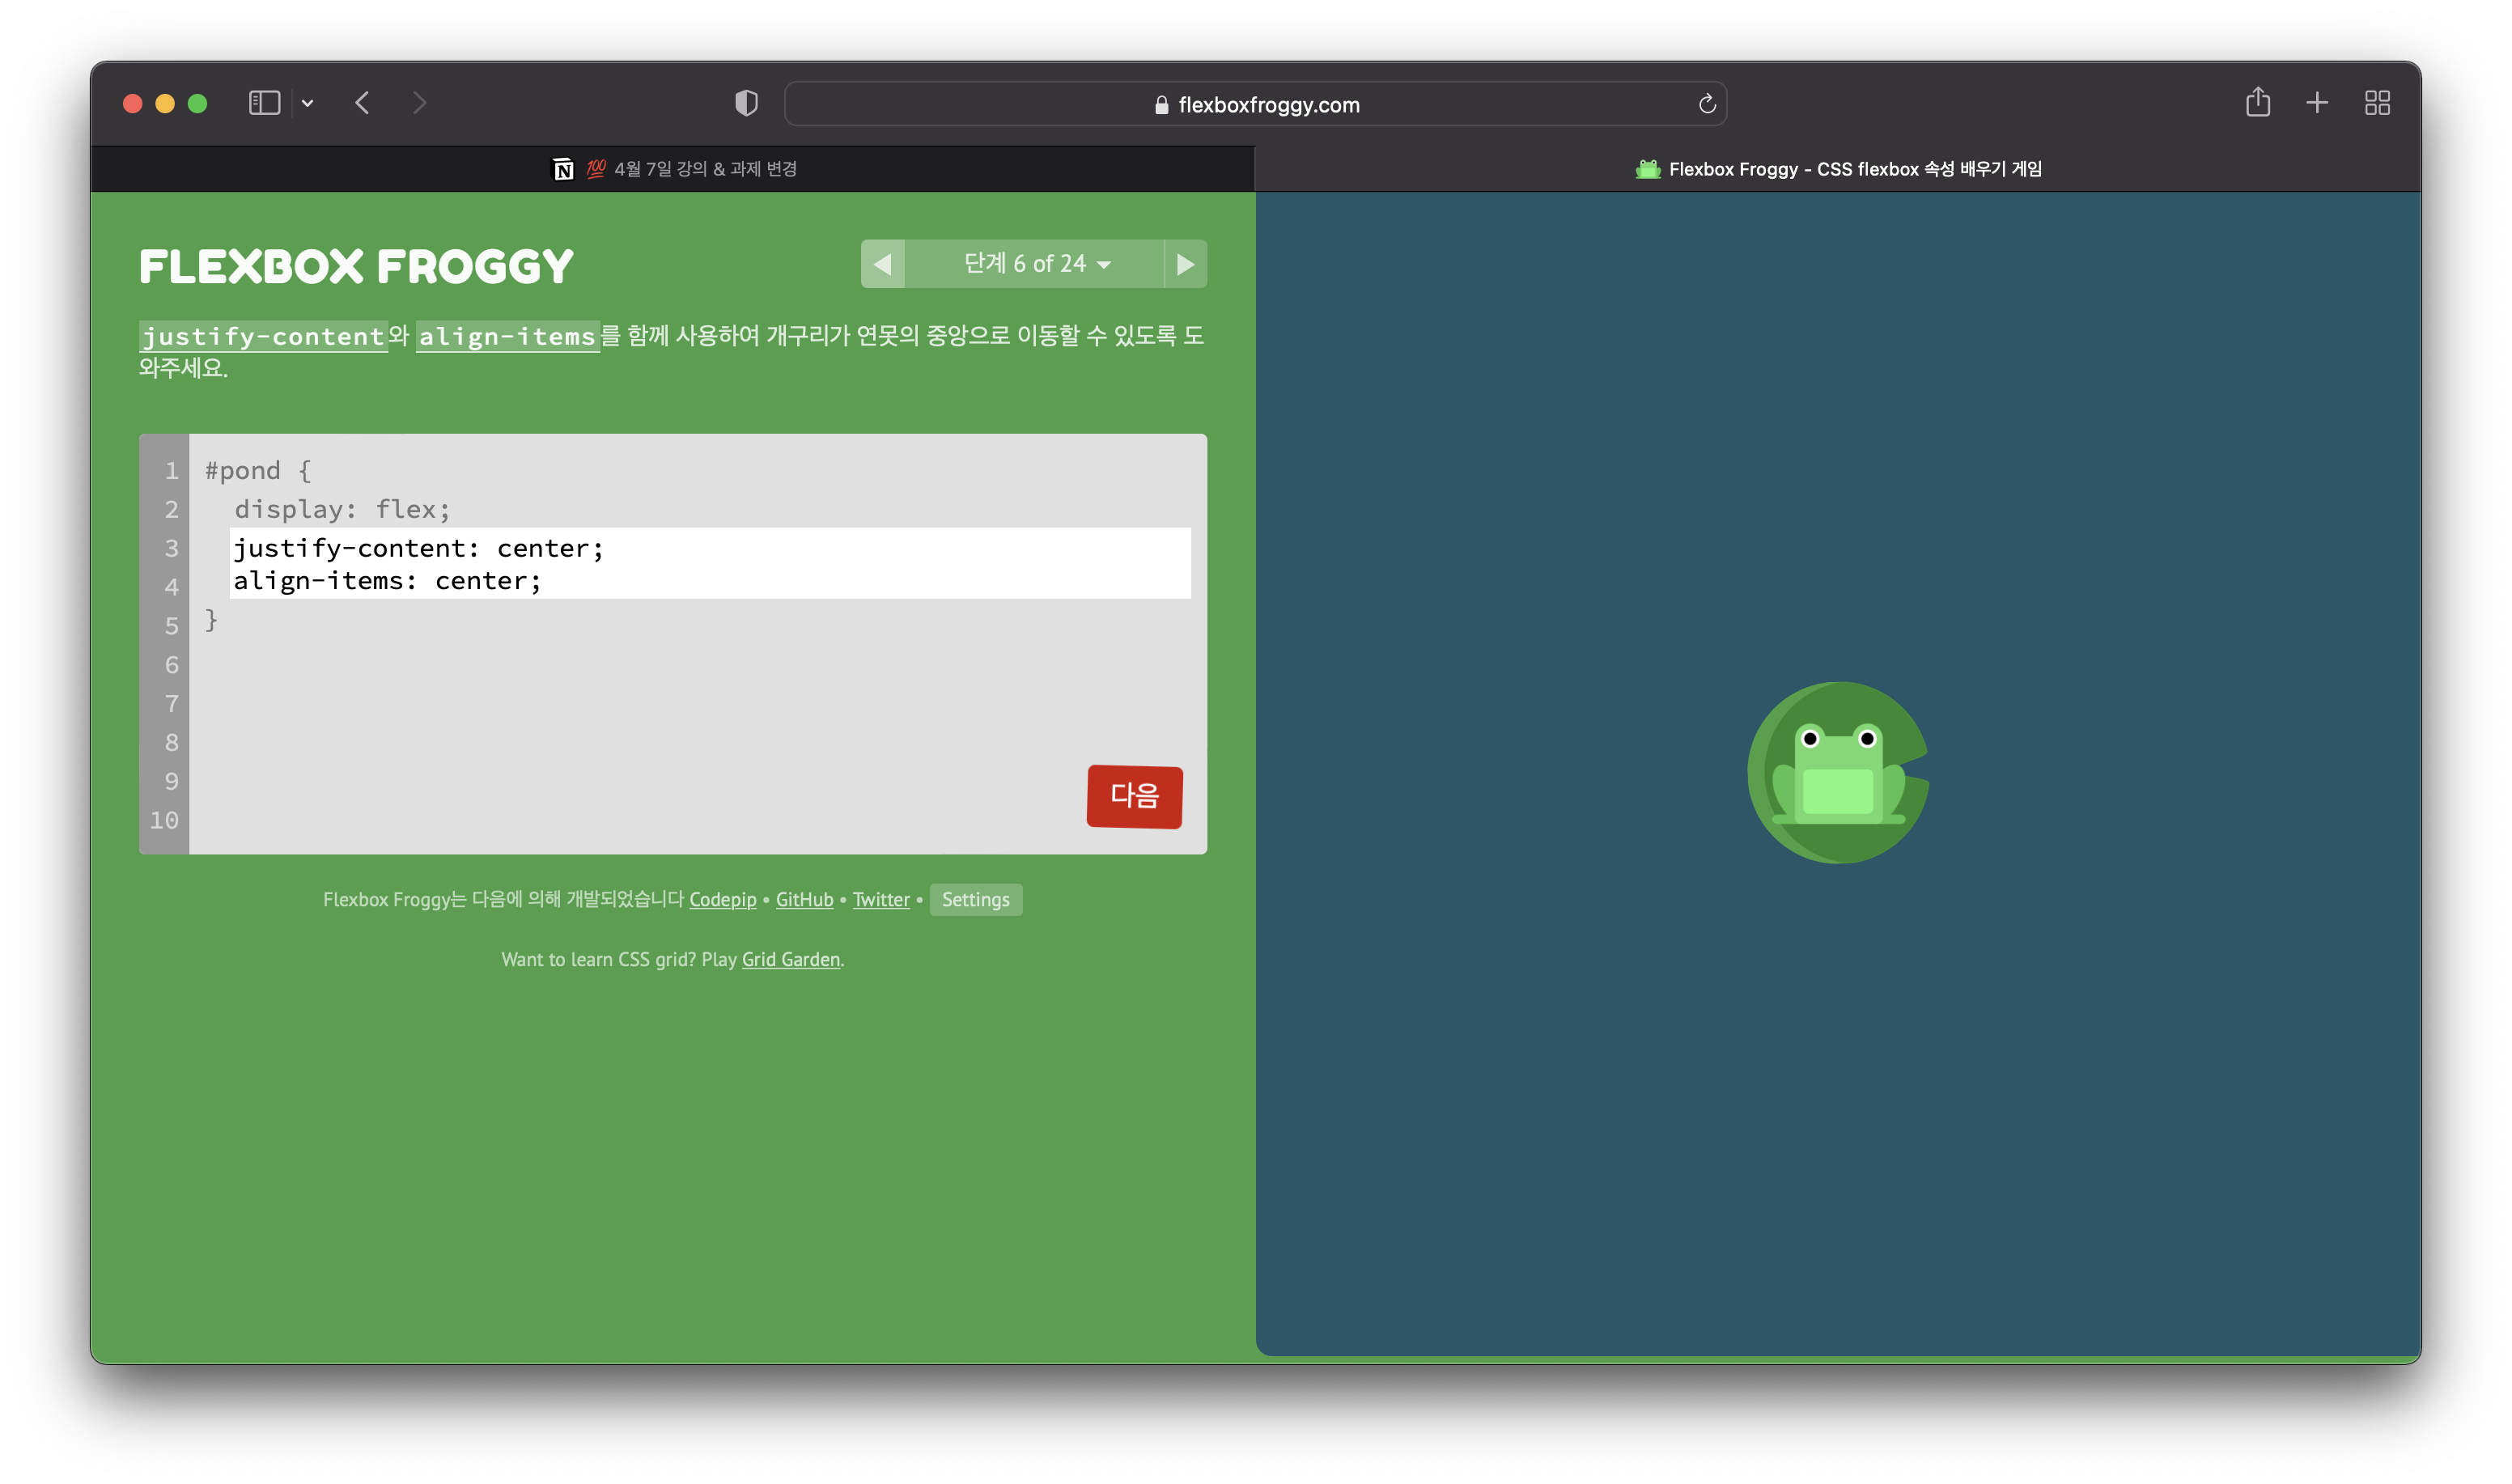 flexboxfroggy.com
💯 4월 7일 강의 & 과제 변경
Flexbox Froggy - CSS flexbox 속성 배우기 게임
FLEXBOX FROGGY
단계 6 of 24
justify-content와 align-items를 함께 사용하여 개구리가 연못의 중앙으로 이동할 수 있도록 도
와주세요.
1 #pond {
2 display: flex;
3 justify-content: center;
4 align-items: center;
5 }
6
7
8
9
10
다음
Flexbox Froggy는 다음에 의해 개발되었습니다 Codepip • GitHub • Twitter • Settings
Want to learn CSS grid? Play Grid Garden.